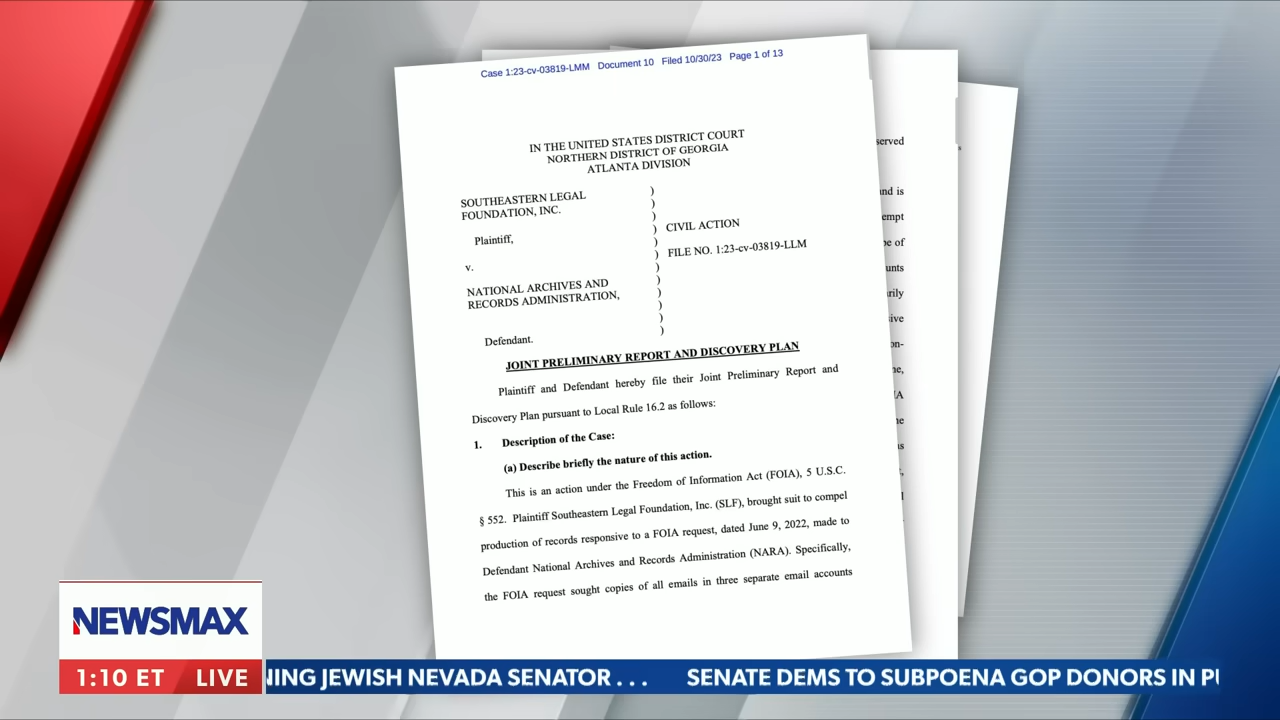 Case 1:23-cv-03819-LMM Document 10 Filed 10/30/23 Page 1 of 13
IN THE UNITED STATES DISTRICT COURT
NORTHERN DISTRICT OF GEORGIA
ATLANTA DIVISION
SOUTHEASTERN LEGAL )
FOUNDATION, INC. )
)
Plaintiff, ) CIVIL ACTION
)
v. ) FILE NO. 1:23-cv-03819-LLM
)
NATIONAL ARCHIVES AND )
RECORDS ADMINISTRATION, )
)
)
Defendant. )
JOINT PRELIMINARY REPORT AND DISCOVERY PLAN
Plaintiff and Defendant hereby file their Joint Preliminary Report and
Discovery Plan pursuant to Local Rule 16.2 as follows:
1. Description of the Case:
(a) Describe briefly the nature of this action.
This is an action under the Freedom of Information Act (FOIA), 5 U.S.C.
§ 552. Plaintiff Southeastern Legal Foundation, Inc. (SLF), brought suit to compel
production of records responsive to a FOIA request, dated June 9, 2022, made to
Defendant National Archives and Records Administration (NARA). Specifically,
the FOIA request sought copies of all emails in three separate email accounts
NEWSMAX
1:10 ET LIVE
NING JEWISH NEVADA SENATOR . . . SENATE DEMS TO SUBPOENA GOP DONORS IN